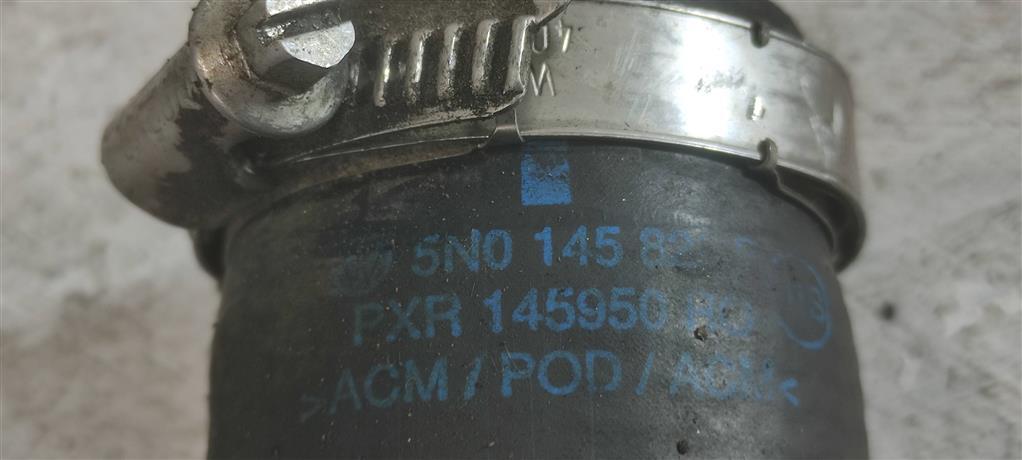 5N0 145
PXR 145950
>ACM / POD / ACM<